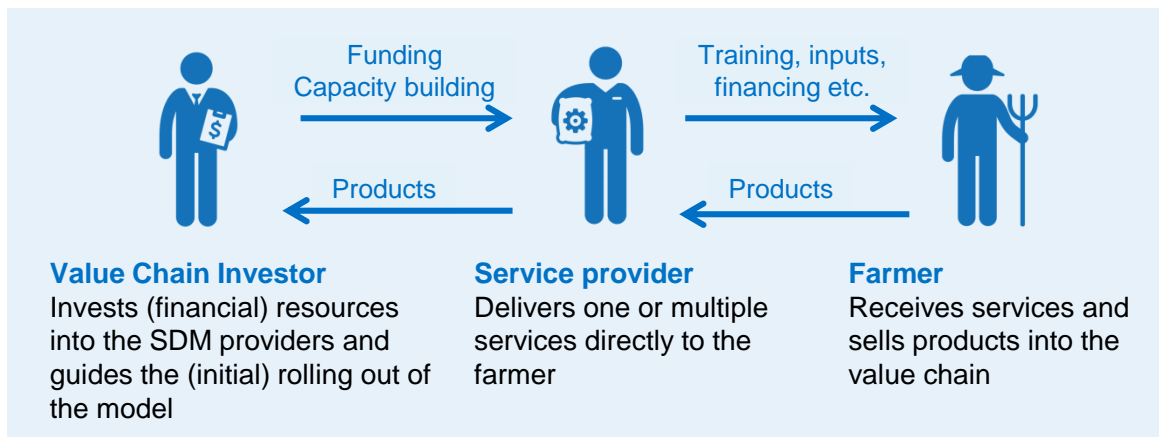 Funding
Capacity building
Training, inputs,
financing etc.
$
Products
Products
Value Chain Investor
Invests (financial) resources
into the SDM providers and
guides the (initial) rolling out of
the model
Service provider
Delivers one or multiple
services directly to the
farmer
Farmer
Receives services and
sells products into the
value chain